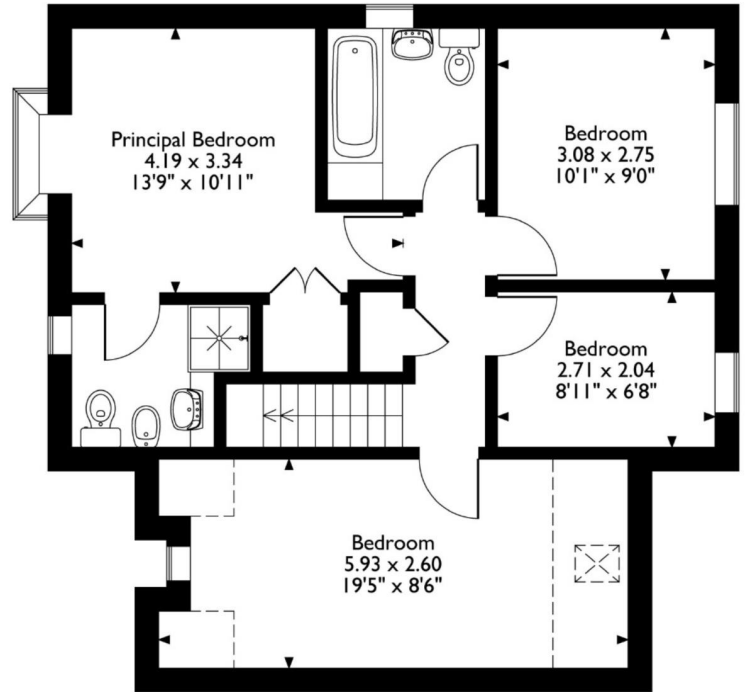 Principal Bedroom
4.19 x 3.34
13'9" x 10'11"
Bedroom
3.08 x 2.75
10'1" x 9'0"
Bedroom
2.71 x 2.04
8'11" x 6'8"
Bedroom
5.93 x 2.60
19'5" x 8'6"